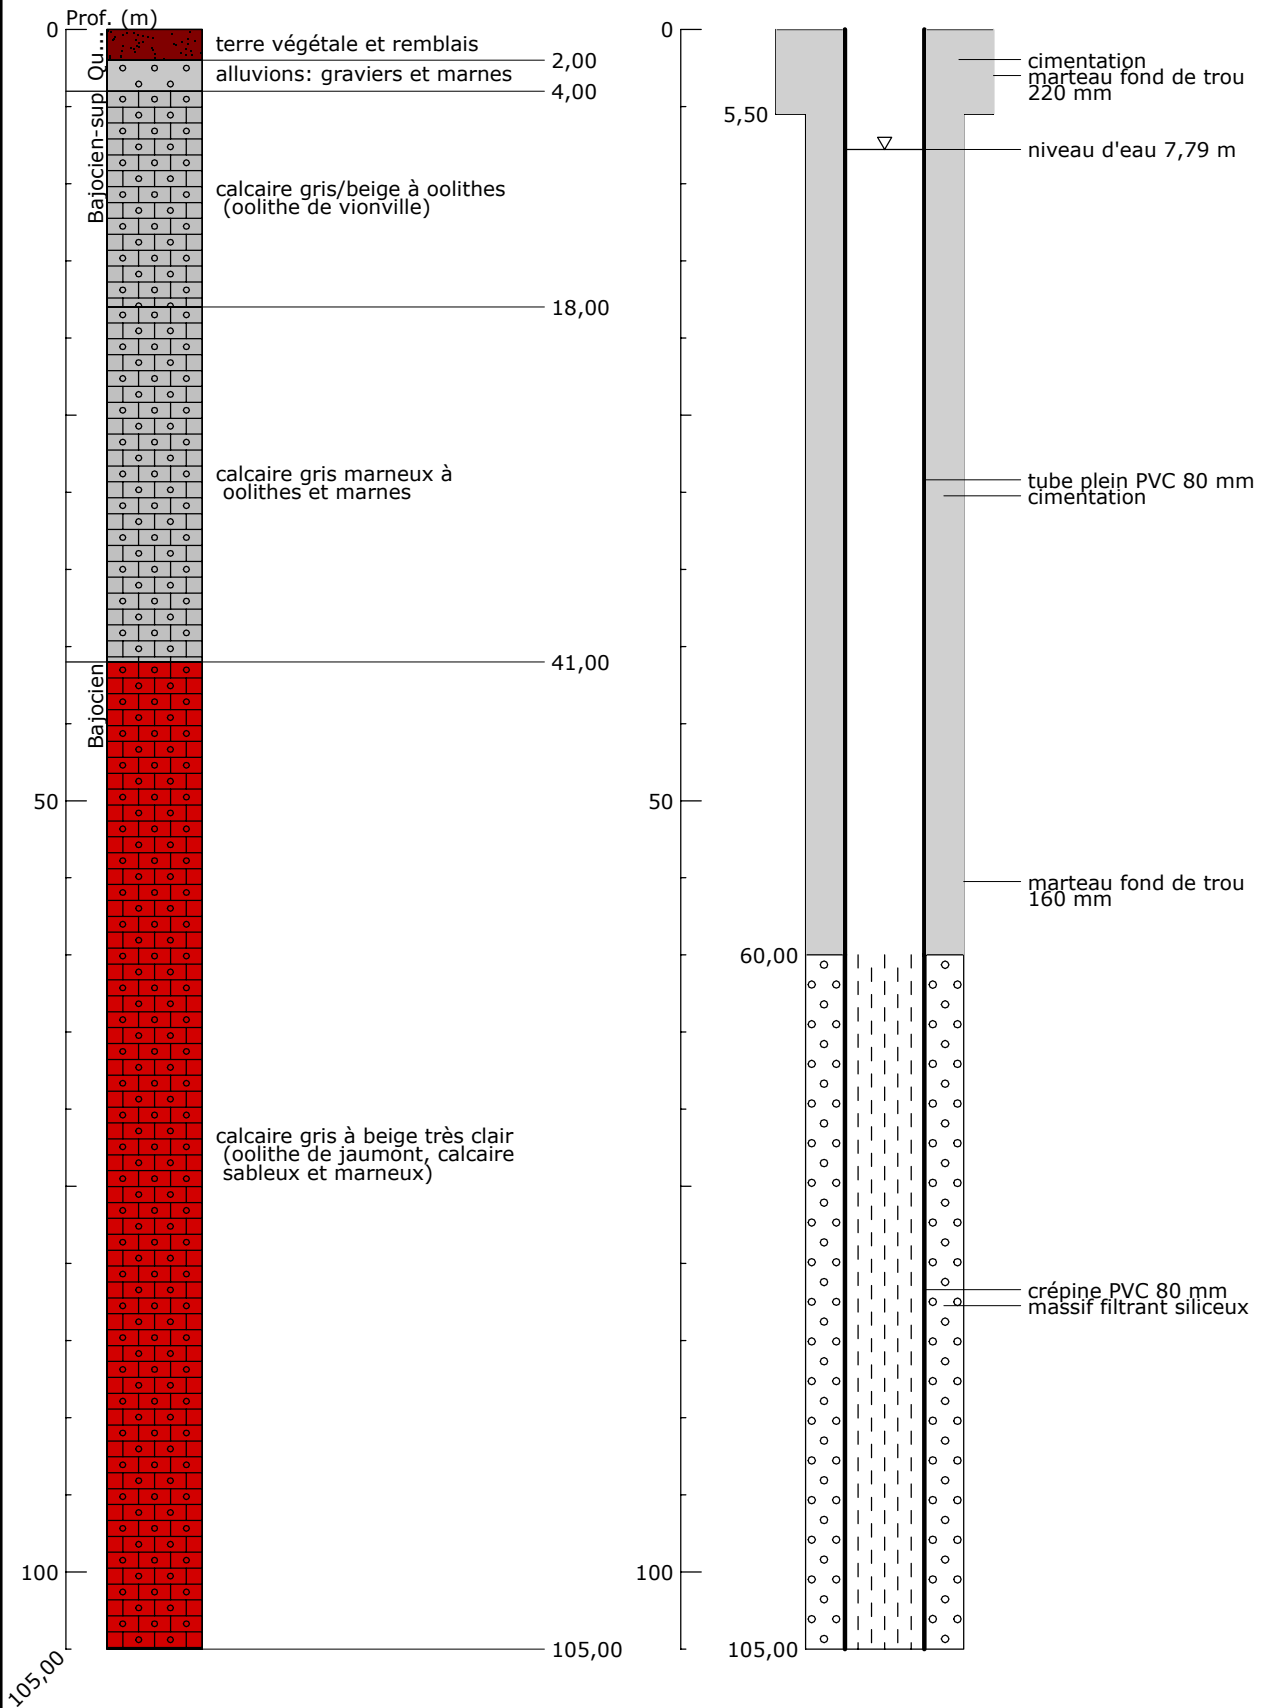 Prof. (m)
0
50
100
105,00
Qu...
Bajocien-sup
Bajocien
terre végétale et remblais
2,00
alluvions: graviers et marnes
4,00
calcaire gris/beige à oolithes
(oolithe de vionville)
18,00
calcaire gris marneux à
oolithes et marnes
41,00
calcaire gris à beige très clair
(oolithe de jaumont, calcaire
sableux et marneux)
105,00
0
50
100
5,50
60,00
105,00
cimentation
marteau fond de trou
220 mm
niveau d'eau 7,79 m
tube plein PVC 80 mm
cimentation
marteau fond de trou
160 mm
crépine PVC 80 mm
massif filtrant siliceux